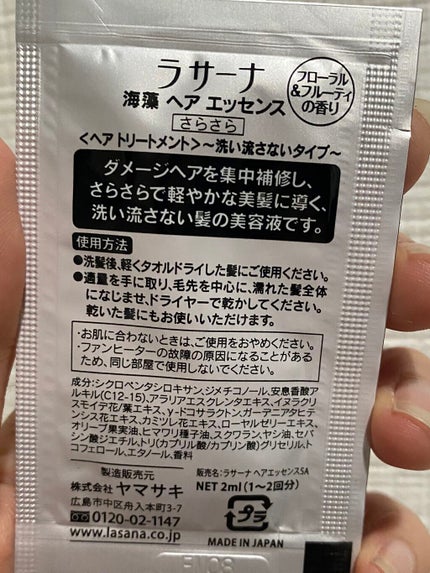 ラサーナ
海藻 ヘア エッセンス
さらさら
フローラル
&フルーティ
の香り
<ヘアトリートメント>〜洗い流さないタイプ〜
ダメージヘアを集中補修し、
さらさらで軽やかな美髪に導く、
洗い流さない髪の美容液です。
使用方法
●洗髪後、軽くタオルドライした髪にご使用ください。
●適量を手に取り、毛先を中心に、濡れた髪全体
になじませ、ドライヤーで乾かしてください。
乾いた髪にもお使いいただけます。
・お肌に合わないときは、ご使用をおやめください。
・ファンヒーターの故障の原因になることがある
ため、同じ部屋で使用しないでください。
成分:シクロペンタシロキサン,ジメチコノール,安息香酸ア
ルキル(C12-15),アラリアエスクレンタエキス,イヌラクリ
スモイデ花/葉エキス,γ-ドコサラクトン,ガーデニアタヒテ
ンシス花エキス,カミツレ花エキス,ローヤルゼリーエキス,
オリーブ果実油,ヒマワリ種子油,スクワラン,ヤシ油,セバ
シン酸ジエチル,トリ(カプリル酸/カプリン酸)グリセリル,ト
コフェロール,エタノール,香料
製造販売元
株式会社 ヤマサキ
広島市中区舟入本町3-7
0120-02-1147
www.lasana.co.jp
販売名:ラサーナ ヘアエッセンスSA
NET 2ml(1〜2回分)
プラ
MADE IN JAPAN